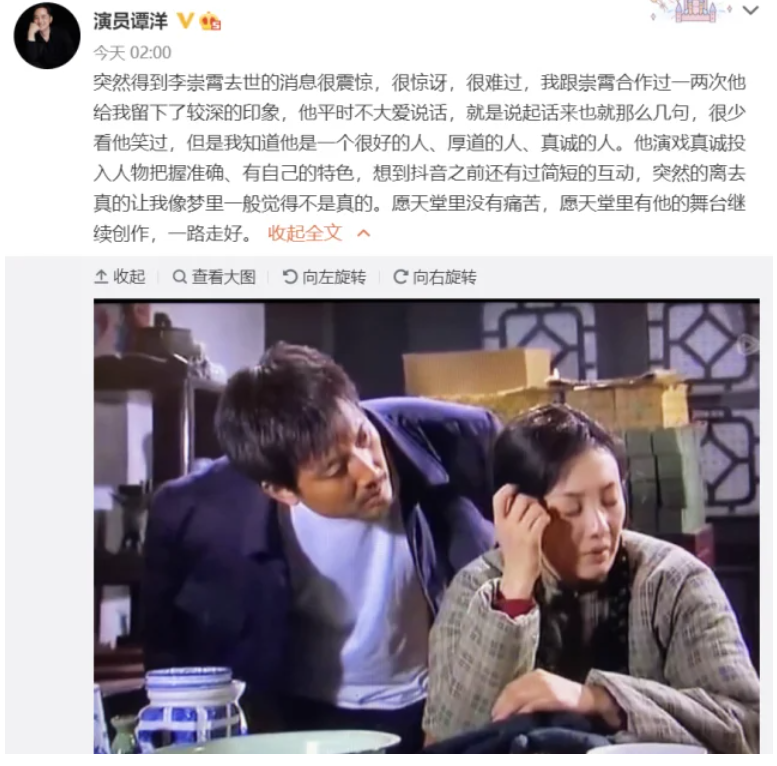 演员谭洋
今天 02:00
突然得到李崇霄去世的消息很震惊，很惊讶，很难过，我跟崇霄合作过一两次他
给我留下了较深的印象，他平时不大爱说话，就是说起话来也就那么几句，很少
看他笑过，但是我知道他是一个很好的人、厚道的人、真诚的人。他演戏真诚投
入人物把握准确、有自己的特色，想到抖音之前还有过简短的互动，突然的离去
真的让我像梦里一般觉得不是真的。愿天堂里没有痛苦，愿天堂里有他的舞台继
续创作，一路走好。 收起全文
收起 查看大图 向左旋转 向右旋转